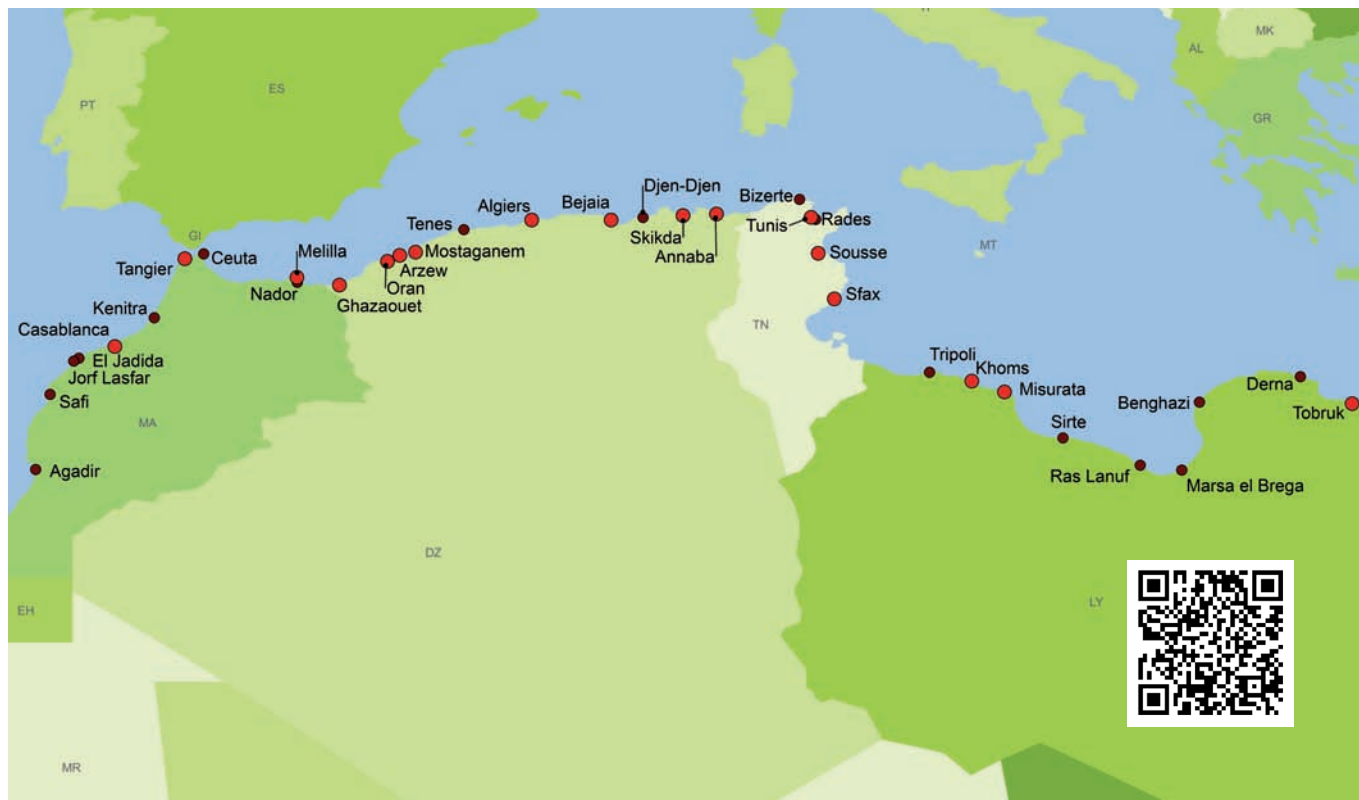 IT
MK
AL
ES
PT
GR
Djen-Djen
Bizerte
Bejaia
Algiers
Tenes
Tunis
Rades
Skikda
Annaba
GI
MT
Melilla
Ceuta
Mostaganem
Sousse
Tangier
Arzew
Oran
Nador
Ghazaouet
Sfax
Kenitra
TN
Casablanca
El Jadida
Jorf Lasfar
Tripoli
Khoms
Misurata
Derna
Safi
Benghazi
Tobruk
MA
Sirte
Agadir
Ras Lanuf
Marsa el Brega
DZ
LY
EH
MR